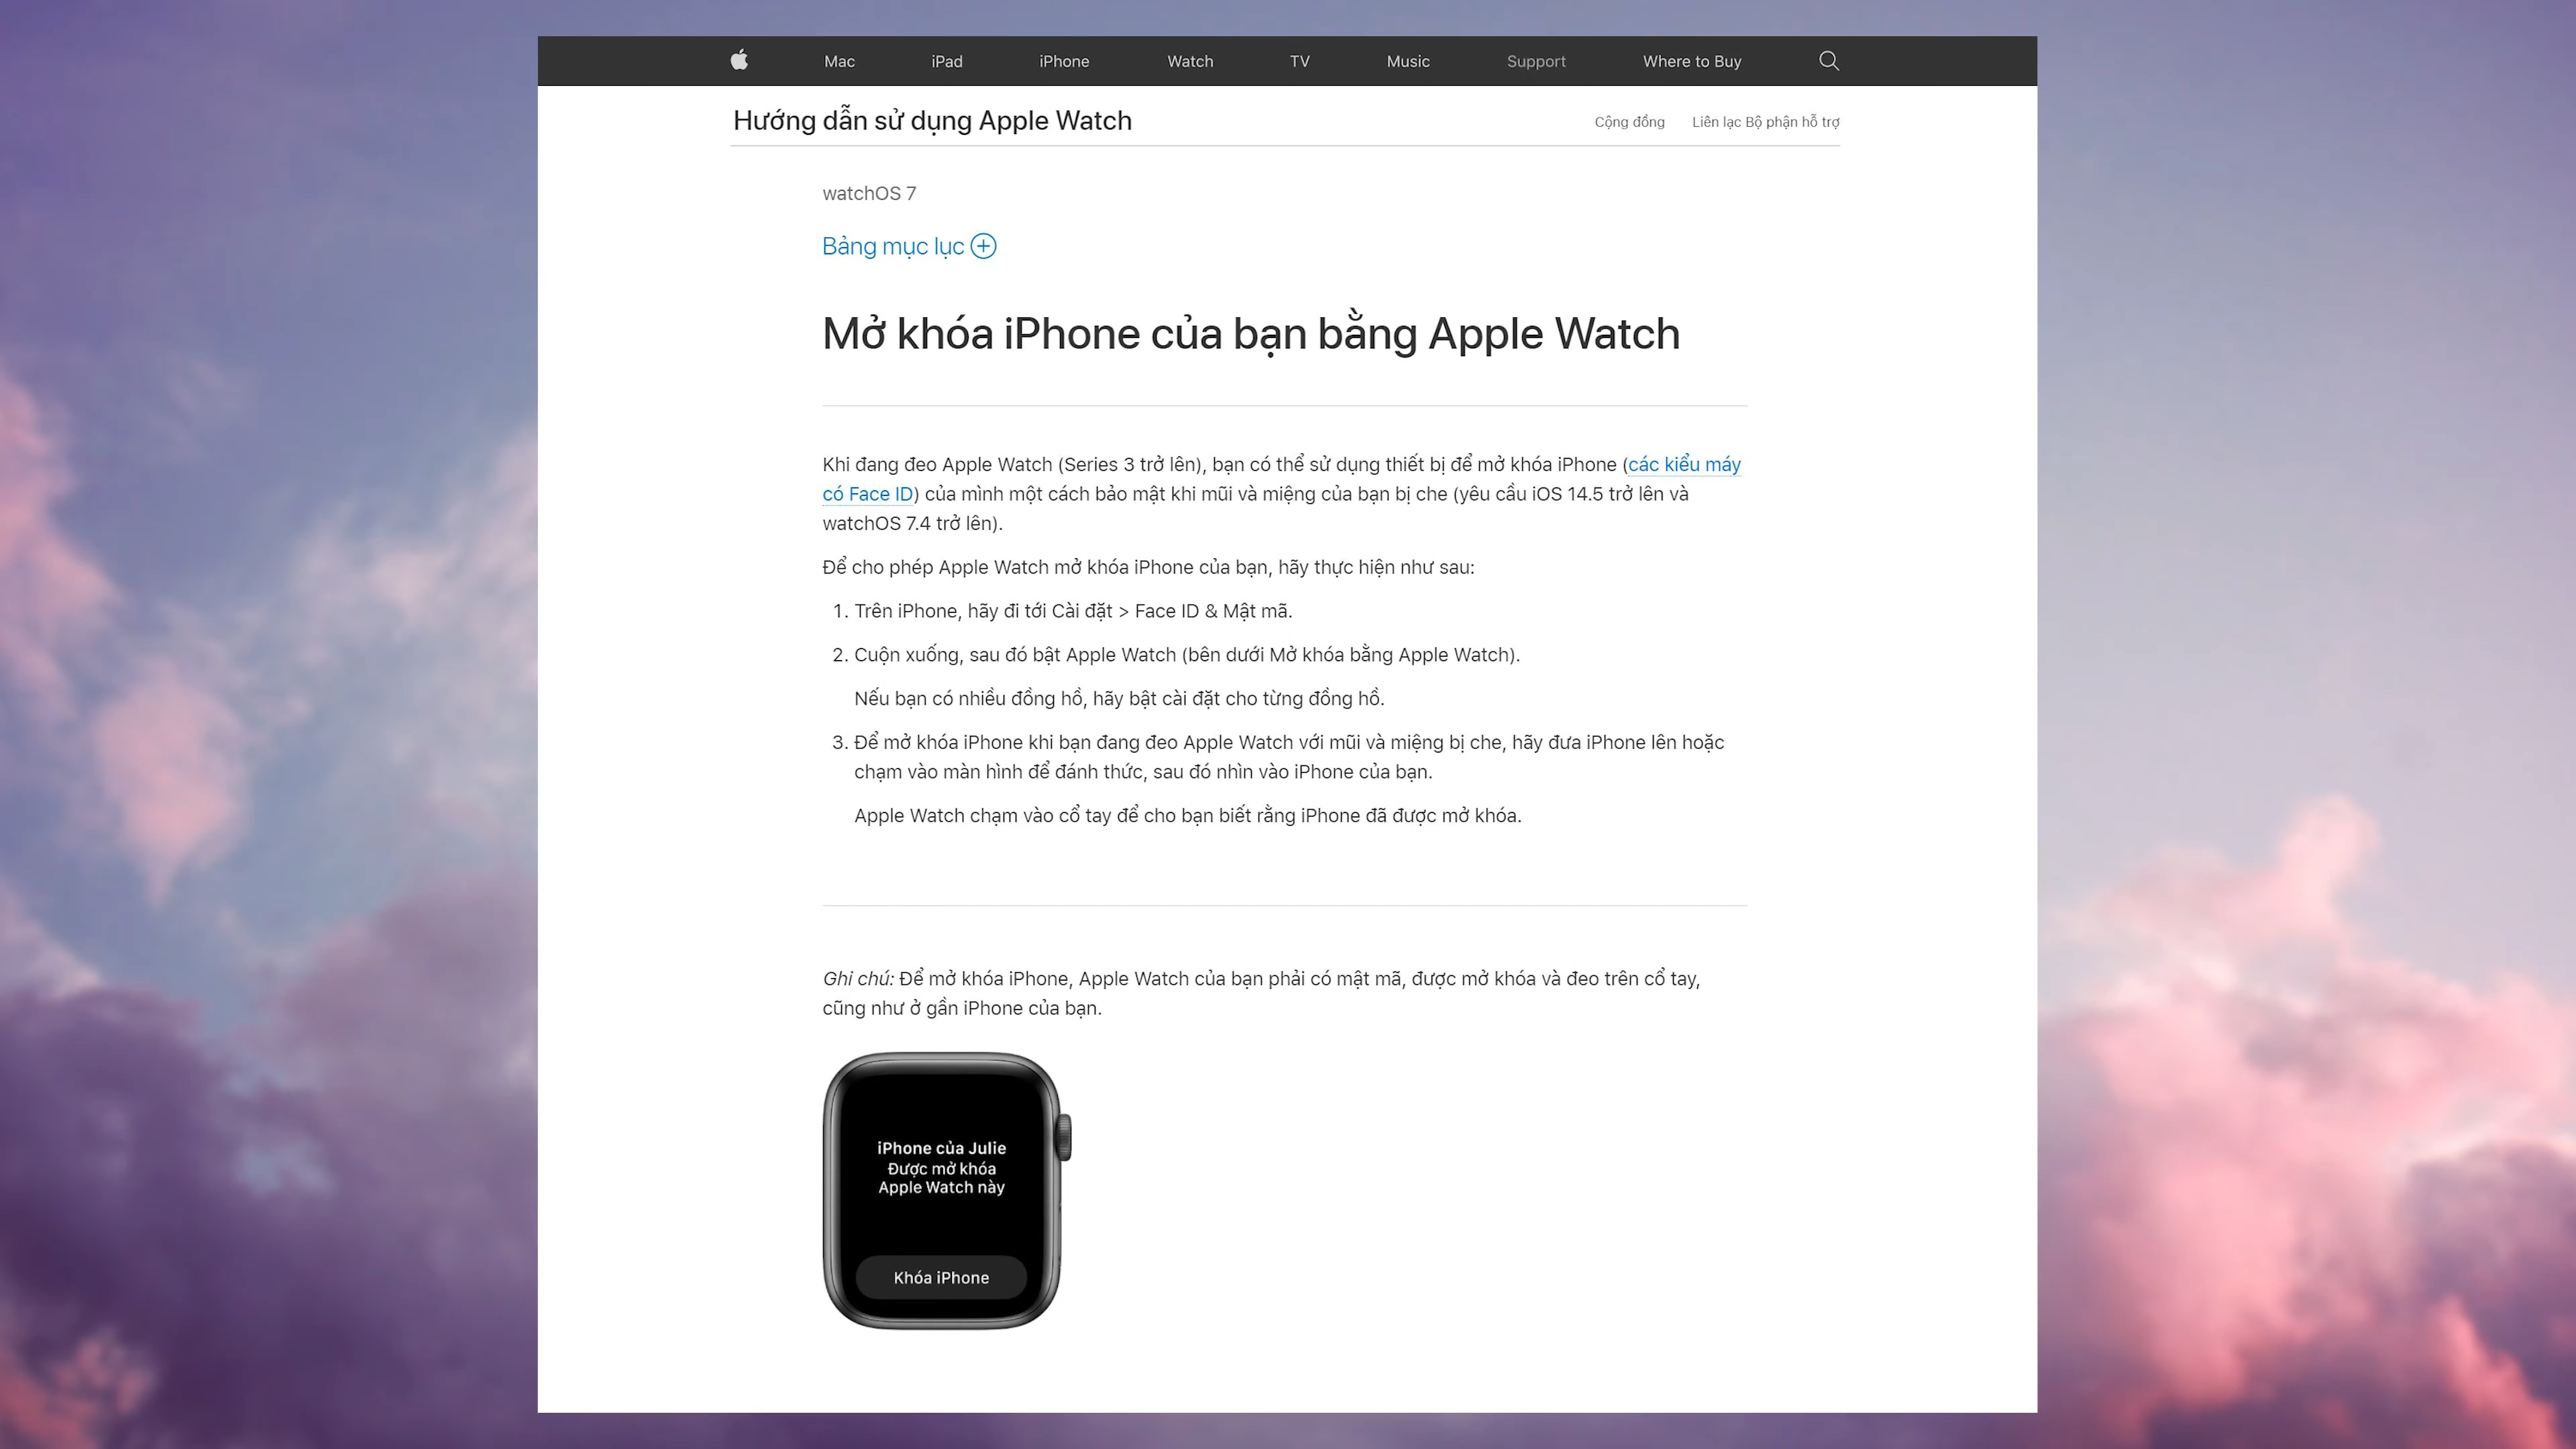 Mac iPad iPhone Watch TV Music Support Where to Buy
Hướng dẫn sử dụng Apple Watch
Cộng đồng Liên lạc Bộ phận hỗ trợ
watchOS 7
Bảng mục lục
Mở khóa iPhone của bạn bằng Apple Watch
Khi đang đeo Apple Watch (Series 3 trở lên), bạn có thể sử dụng thiết bị để mở khóa iPhone (các kiểu máy
có Face ID) của mình một cách bảo mật khi mũi và miệng của bạn bị che (yêu cầu iOS 14.5 trở lên và
watchOS 7.4 trở lên).
Để cho phép Apple Watch mở khóa iPhone của bạn, hãy thực hiện như sau:
1. Trên iPhone, hãy đi tới Cài đặt > Face ID & Mật mã.
2. Cuộn xuống, sau đó bật Apple Watch (bên dưới Mở khóa bằng Apple Watch).
Nếu bạn có nhiều đồng hồ, hãy bật cài đặt cho từng đồng hồ.
3. Để mở khóa iPhone khi bạn đang đeo Apple Watch với mũi và miệng bị che, hãy đưa iPhone lên hoặc
chạm vào màn hình để đánh thức, sau đó nhìn vào iPhone của bạn.
Apple Watch chạm vào cổ tay để cho bạn biết rằng iPhone đã được mở khóa.
Ghi chú: Để mở khóa iPhone, Apple Watch của bạn phải có mật mã, được mở khóa và đeo trên cổ tay,
cũng như ở gần iPhone của bạn.
iPhone của Julie
Được mở khóa
Apple Watch này
Khóa iPhone